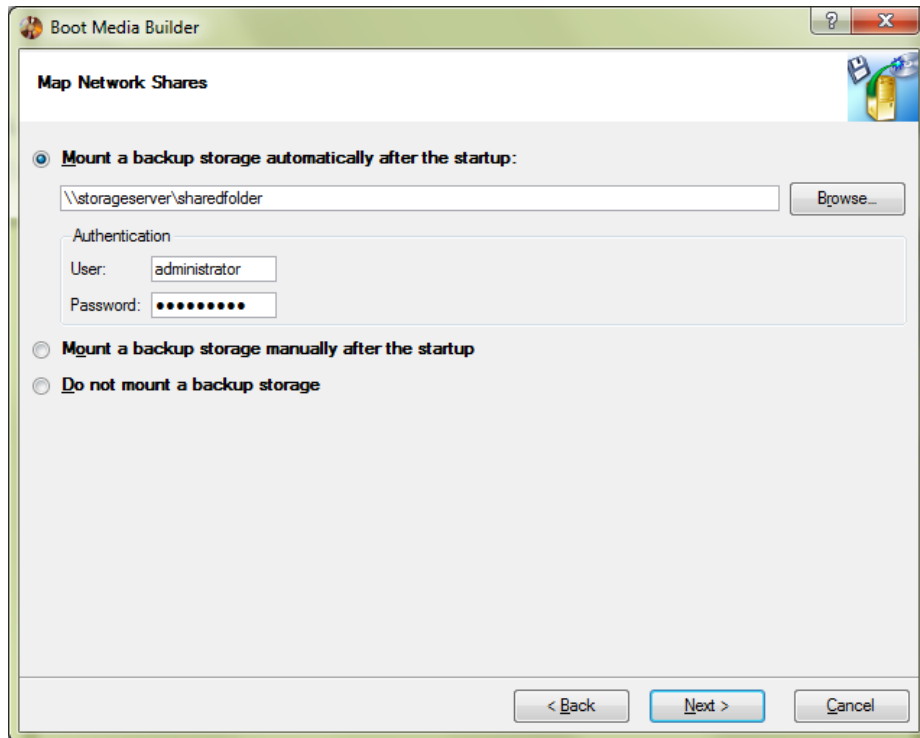 Boot Media Builder
Map Network Shares
Mount a backup storage automatically after the startup:
\\storageserver\sharedfolder
Browse...
Authentication
User: administrator
Password: ●●●●●●●●●
Mount a backup storage manually after the startup
Do not mount a backup storage
< Back Next > Cancel